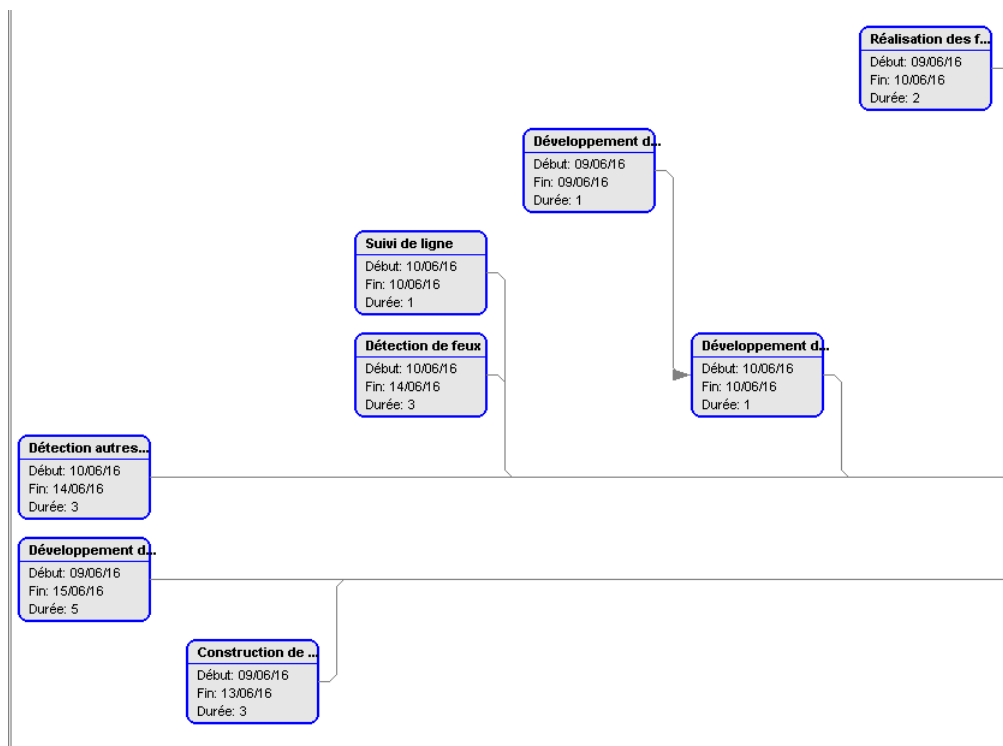 Réalisation des f...
Début: 09/06/16
Fin: 10/06/16
Durée: 2
Développement d...
Début: 09/06/16
Fin: 09/06/16
Durée: 1
Suivi de ligne
Début: 10/06/16
Fin: 10/06/16
Durée: 1
Détection de feux
Début: 10/06/16
Fin: 14/06/16
Durée: 3
Développement d...
Début: 10/06/16
Fin: 10/06/16
Durée: 1
Détection autres...
Début: 10/06/16
Fin: 14/06/16
Durée: 3
Développement d...
Début: 09/06/16
Fin: 15/06/16
Durée: 5
Construction de ...
Début: 09/06/16
Fin: 13/06/16
Durée: 3